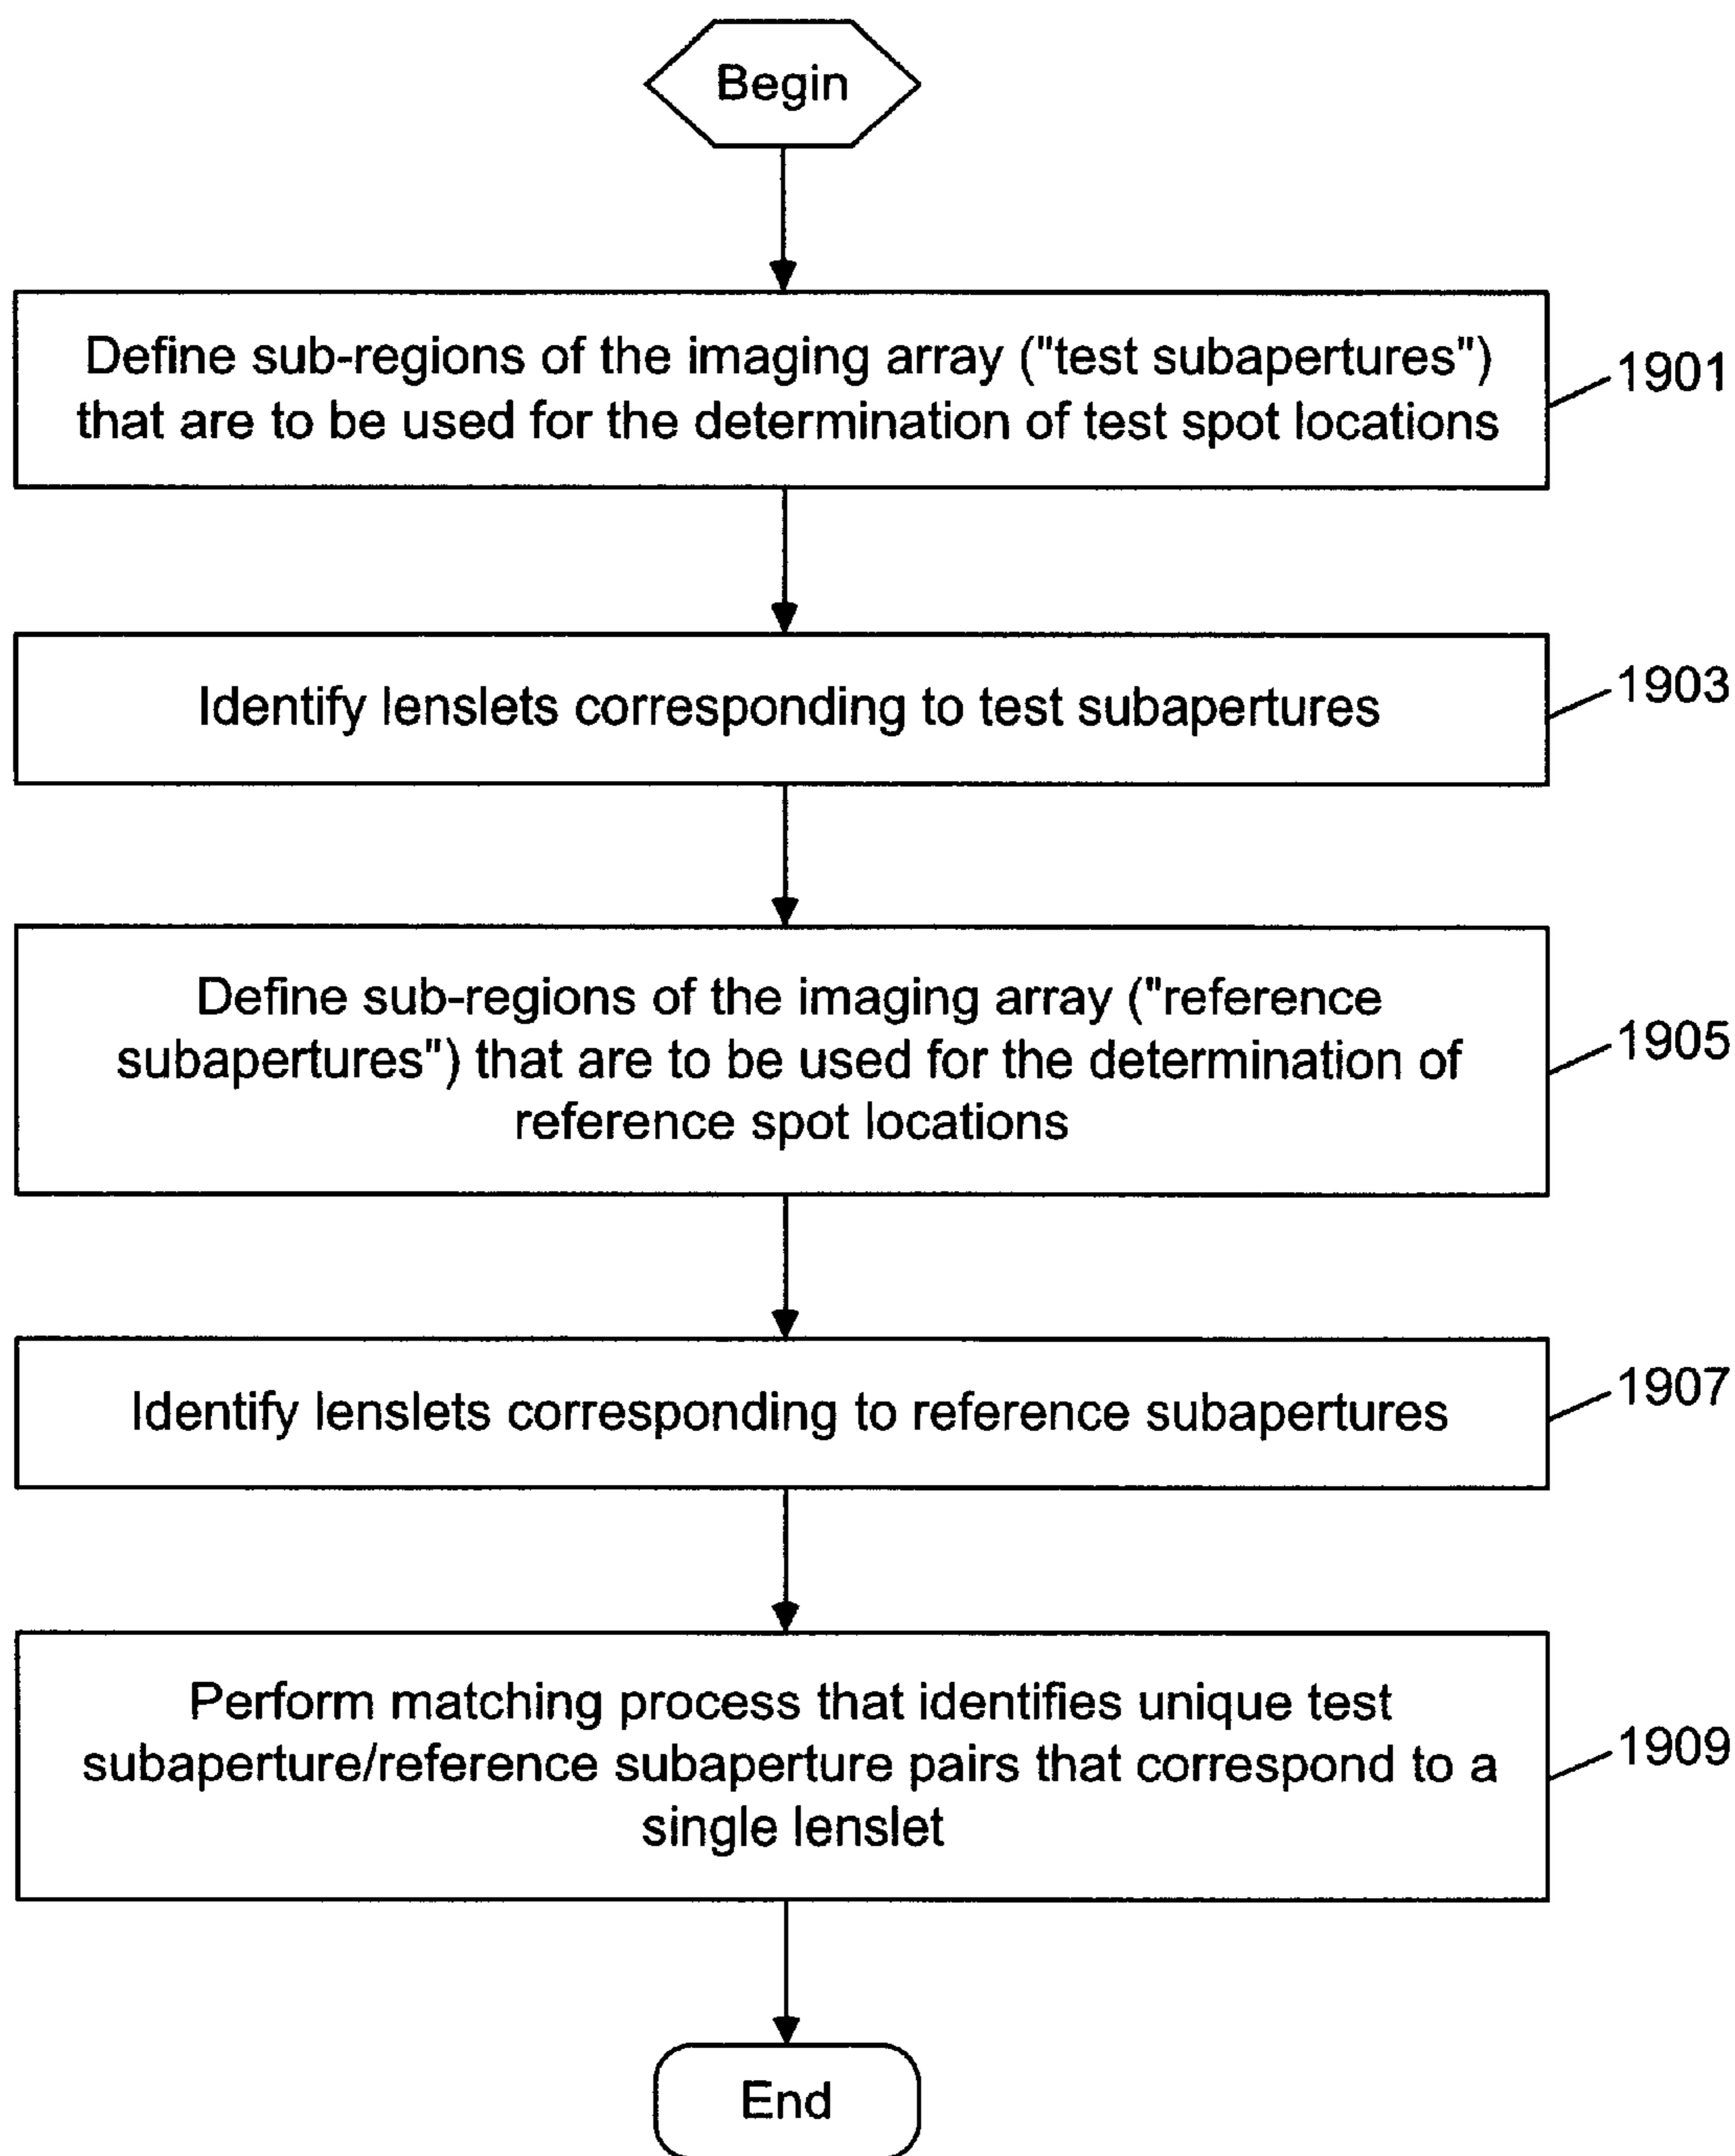 Begin
Define sub-regions of the imaging array ("test subapertures")
that are to be used for the determination of test spot locations
1901
Identify lenslets corresponding to test subapertures
1903
Define sub-regions of the imaging array ("reference
subapertures") that are to be used for the determination of
reference spot locations
1905
Identify lenslets corresponding to reference subapertures
1907
Perform matching process that identifies unique test
subaperture/reference subaperture pairs that correspond to a
single lenslet
1909
End